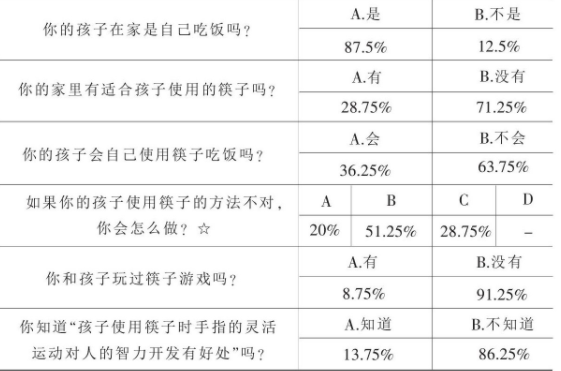 你的孩子在家是自己吃饭吗?
A.是 B.不是
87.5% 12.5%
你的家里有适合孩子使用的筷子吗?
A.有 B.没有
28.75% 71.25%
你的孩子会自己使用筷子吃饭吗?
A.会 B.不会
36.25% 63.75%
如果你的孩子使用筷子的方法不对,
你会怎么做? ☆
A B C D
20% 51.25% 28.75% –
你和孩子玩过筷子游戏吗?
A.有 B.没有
8.75% 91.25%
你知道“孩子使用筷子时手指的灵活
运动对人的智力开发有好处”吗?
A.知道 B.不知道
13.75% 86.25%